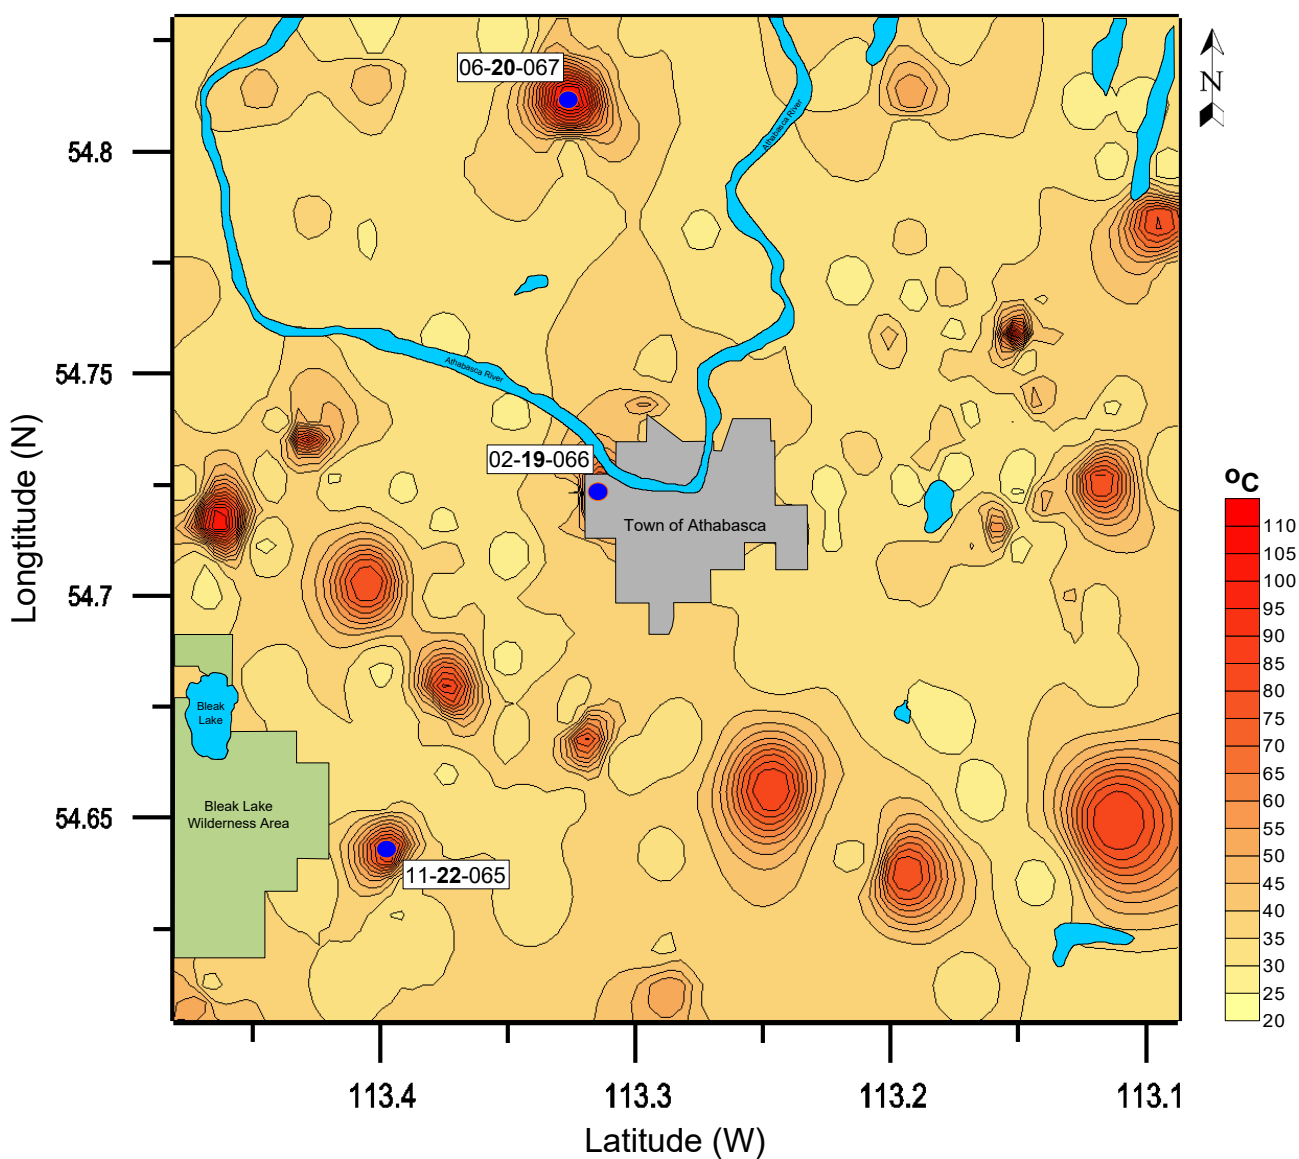 06-20-067
N
Athabasca River
54.8
54.75
Athabasca River
02-19-066
Town of Athabasca
Longtitude (N)
54.7
Bleak
Lake
Bleak Lake
Wilderness Area
54.65
11-22-065
oC
110
105
100
95
90
85
80
75
70
65
60
55
50
45
40
35
30
25
20
113.4
113.3
113.2
113.1
Latitude (W)